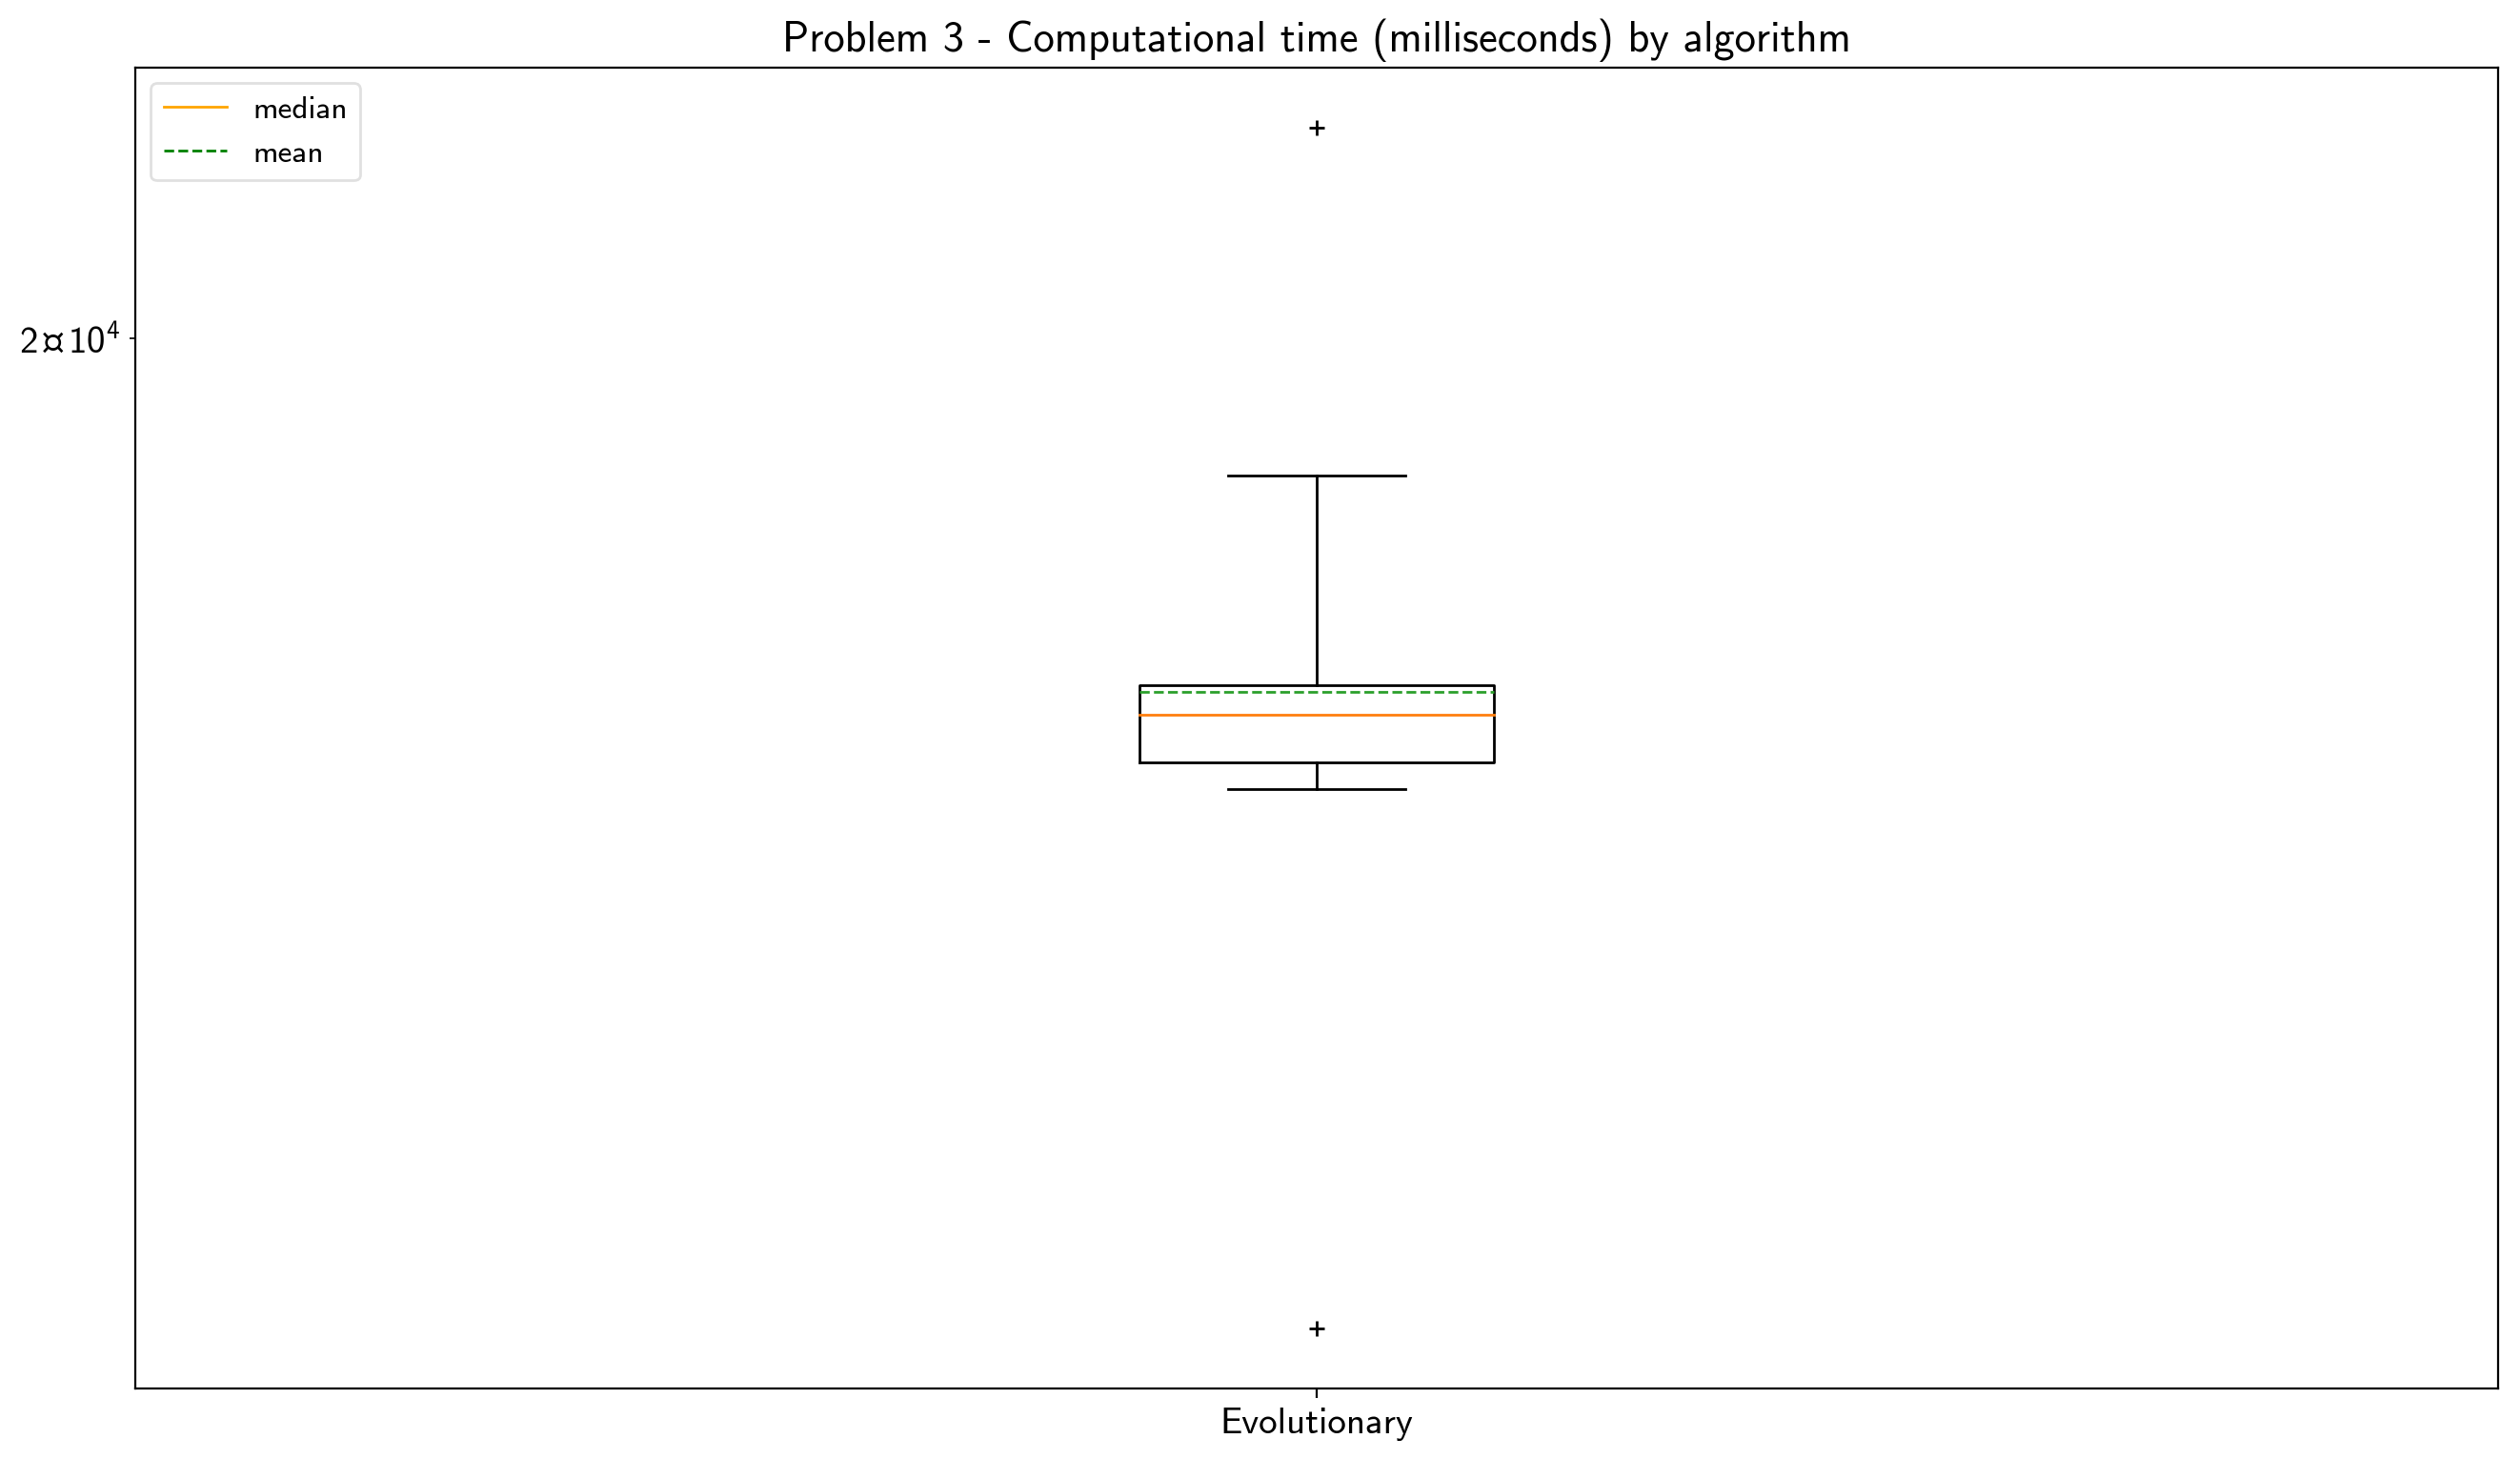 Problem 3 - Computational time (milliseconds) by algorithm
median
mean
2¤10⁴
Evolutionary